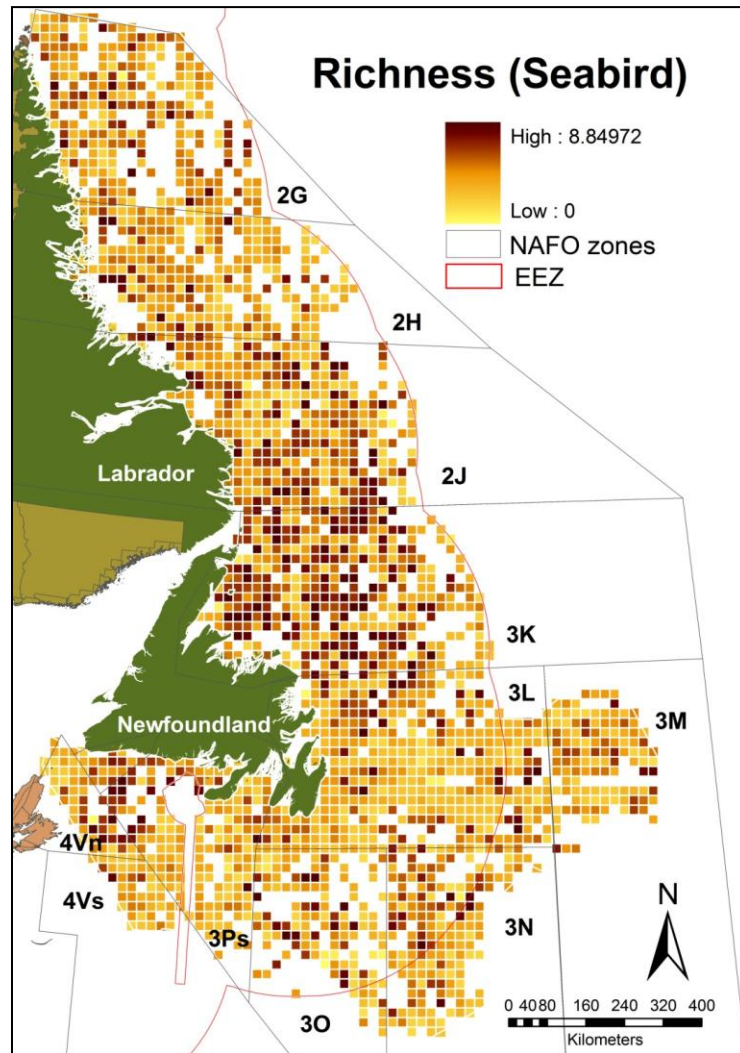 Richness (Seabird)
High : 8.84972
Low : 0
NAFO zones
EEZ
2G
2H
2J
Labrador
3K
3L
3M
Newfoundland
4Vn
4Vs
3Ps
3N
3O
N
0 40 80 160 240 320 400
Kilometers